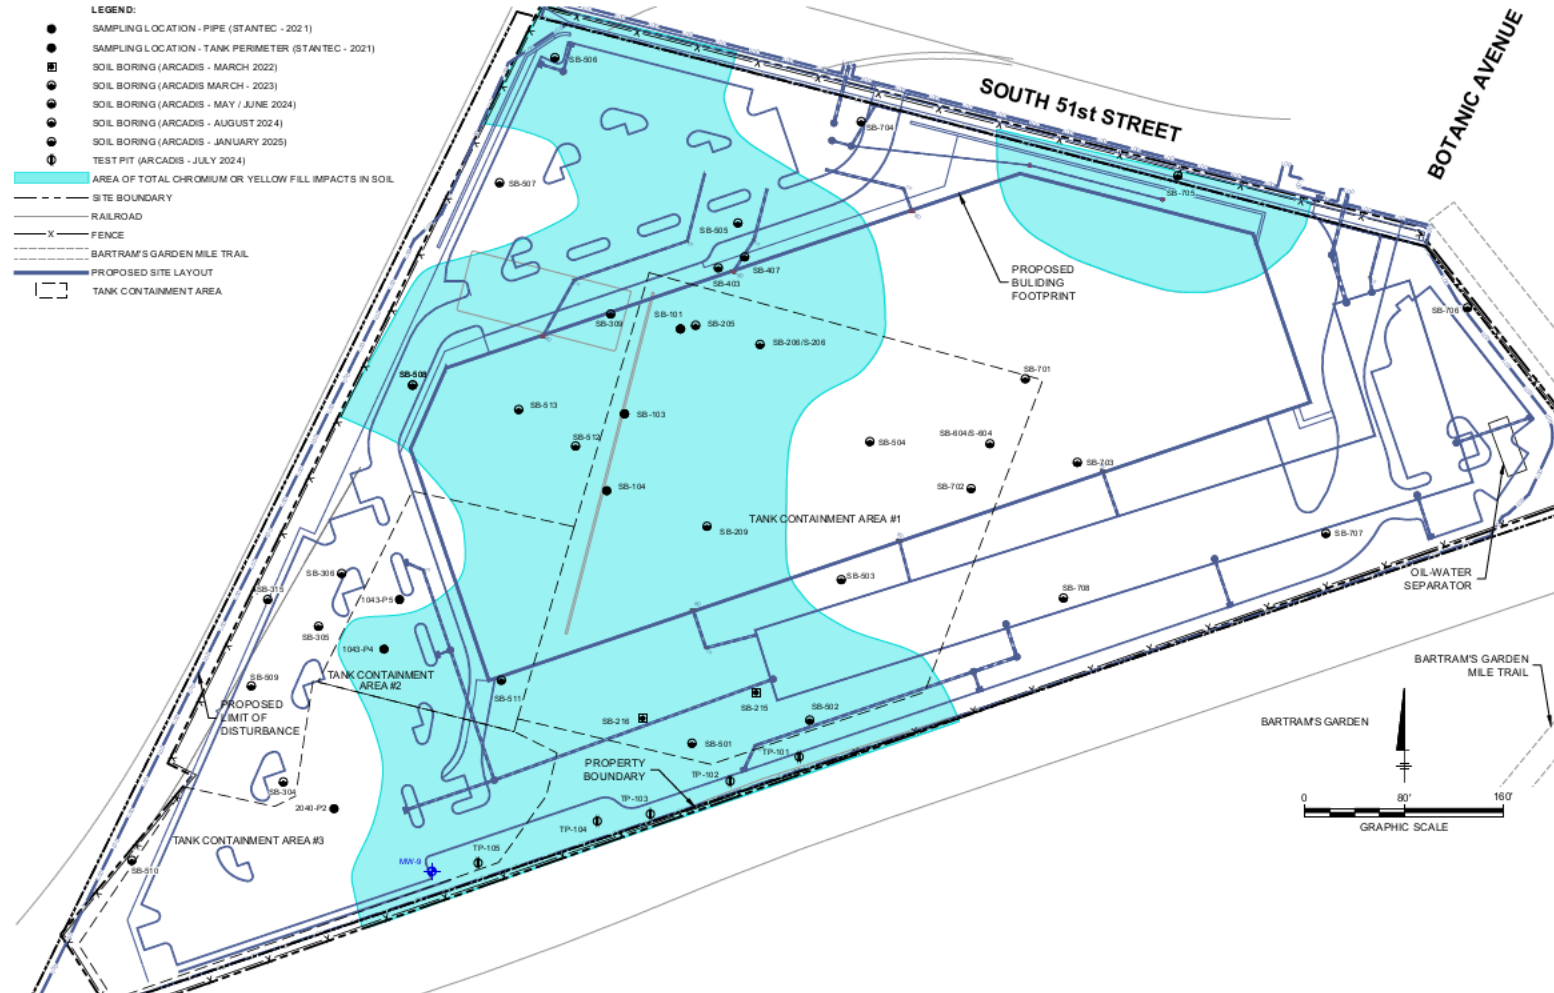 LEGEND:
SAMPLING LOCATION - PIPE (STANTEC - 2021)
SAMPLING LOCATION - TANK PERIMETER (STANTEC - 2021)
SOIL BORING (ARCADIS - MARCH 2022)
SOIL BORING (ARCADIS MARCH - 2023)
SOIL BORING (ARCADIS - MAY / JUNE 2024)
SOIL BORING (ARCADIS - AUGUST 2024)
SOIL BORING (ARCADIS - JANUARY 2025)
TEST PIT (ARCADIS - JULY 2024)
AREA OF TOTAL CHROMIUM OR YELLOW FILL IMPACTS IN SOIL
SITE BOUNDARY
RAILROAD
X FENCE
BARTRAM'S GARDEN MILE TRAIL
PROPOSED SITE LAYOUT
TANK CONTAINMENT AREA
SOUTH 51st STREET
BOTANIC AVENUE
SB-506
SB-704
SB-507
SB-705
SB-505
SB-407
SB-403
PROPOSED
BULIDING
FOOTPRINT
SB-309
SB-101
SB-205
SB-206/S-206
SB-706
SB-508
SB-701
SB-513
SB-103
SB-512
SB-504
SB-604/S-604
SB-703
SB-104
SB-702
SB-209
TANK CONTAINMENT AREA #1
SB-707
SB-306
SB-315
1043-P5
SB-503
SB-708
OIL-WATER
SEPARATOR
SB-305
1043-P4
SB-509
TANK CONTAINMENT
AREA #2
SB-511
BARTRAM'S GARDEN
MILE TRAIL
PROPOSED
LIMIT OF
DISTURBANCE
SB-216
SB-215
SB-502
BARTRAM'S GARDEN
SB-501
TP-101
PROPERTY
BOUNDARY
TP-102
SB-304
2040-P2
TP-103
TP-104
0 80' 160'
GRAPHIC SCALE
TANK CONTAINMENT AREA #3
TP-105
MW-9
SB-510